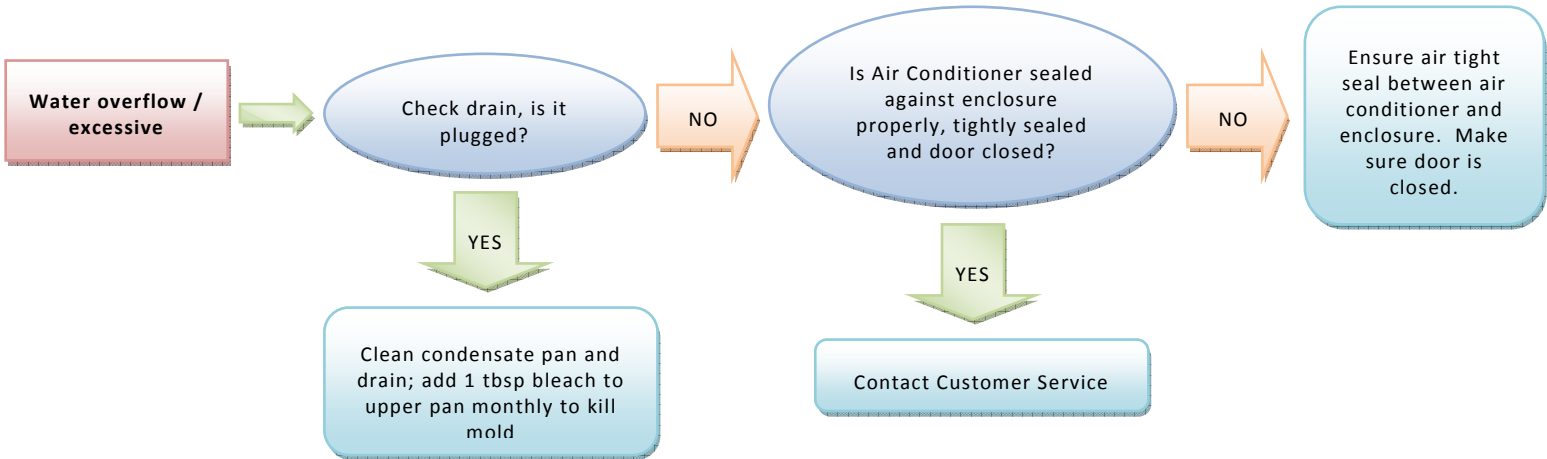 Water overflow /
excessive
Check drain, is it
plugged?
NO
Is Air Conditioner sealed
against enclosure
properly, tightly sealed
and door closed?
NO
Ensure air tight
seal between air
conditioner and
enclosure.  Make
sure door is
closed.
YES
YES
Clean condensate pan and
drain; add 1 tbsp bleach to
upper pan monthly to kill
mold
Contact Customer Service